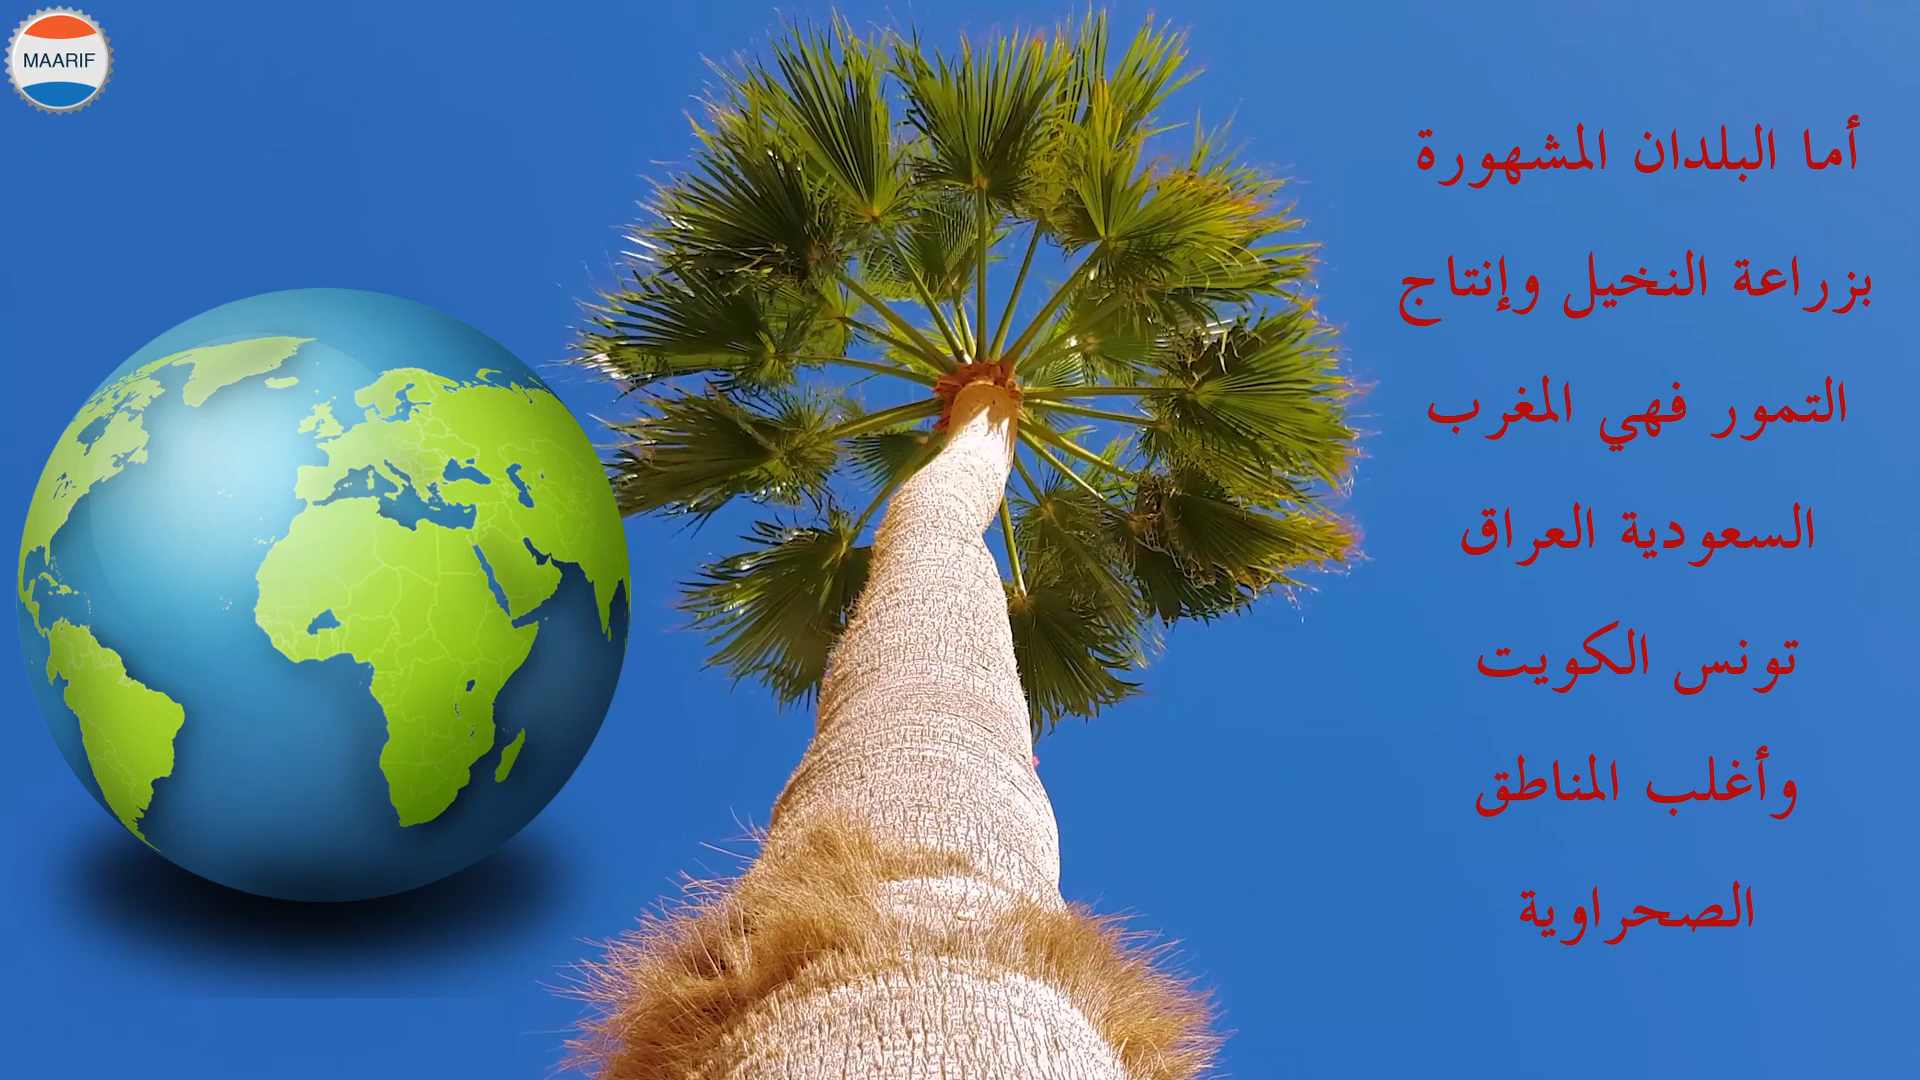 MAARIF
أما البلدان المشهورة
بزراعة النخيل وإنتاج
التمور فهي المغرب
السعودية العراق
تونس الكويت
وأغلب المناطق
الصحراوية